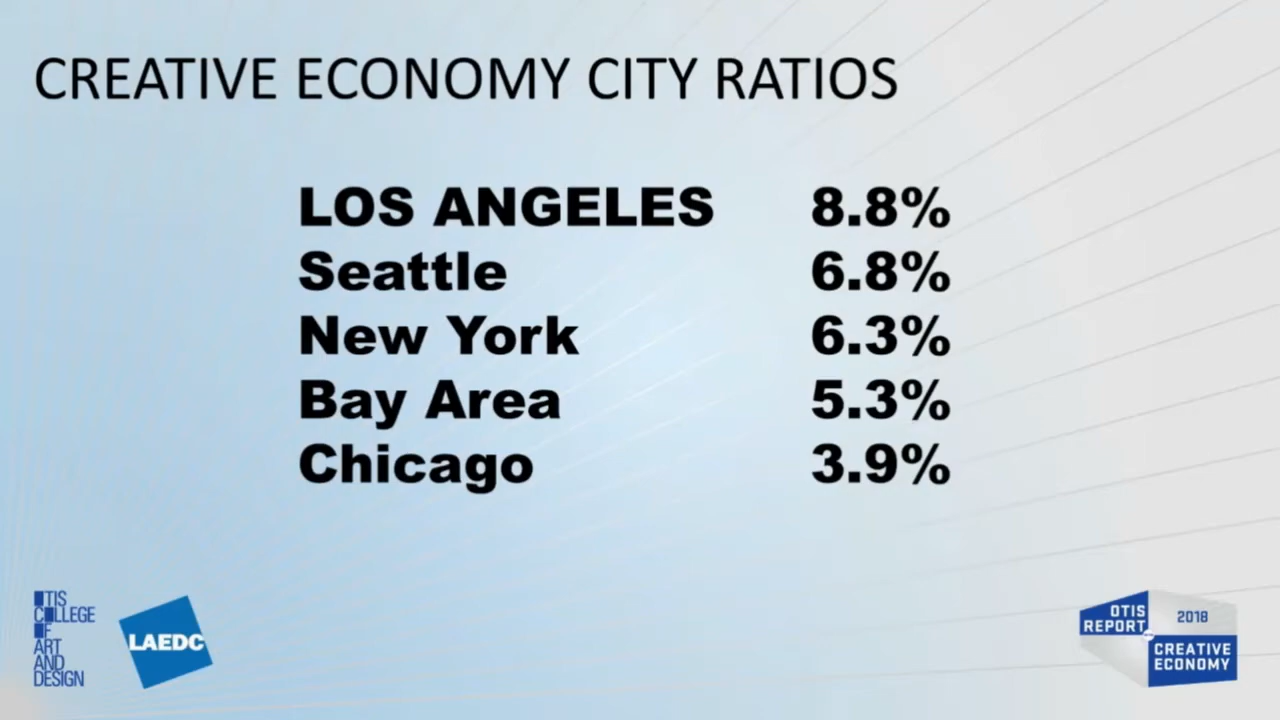 CREATIVE ECONOMY CITY RATIOS
LOS ANGELES 8.8%
Seattle 6.8%
New York 6.3%
Bay Area 5.3%
Chicago 3.9%
OTIS
COLLEGE
OF
ART
AND
DESIGN
LAEDC
OTIS
REPORT
2018
CREATIVE
ECONOMY